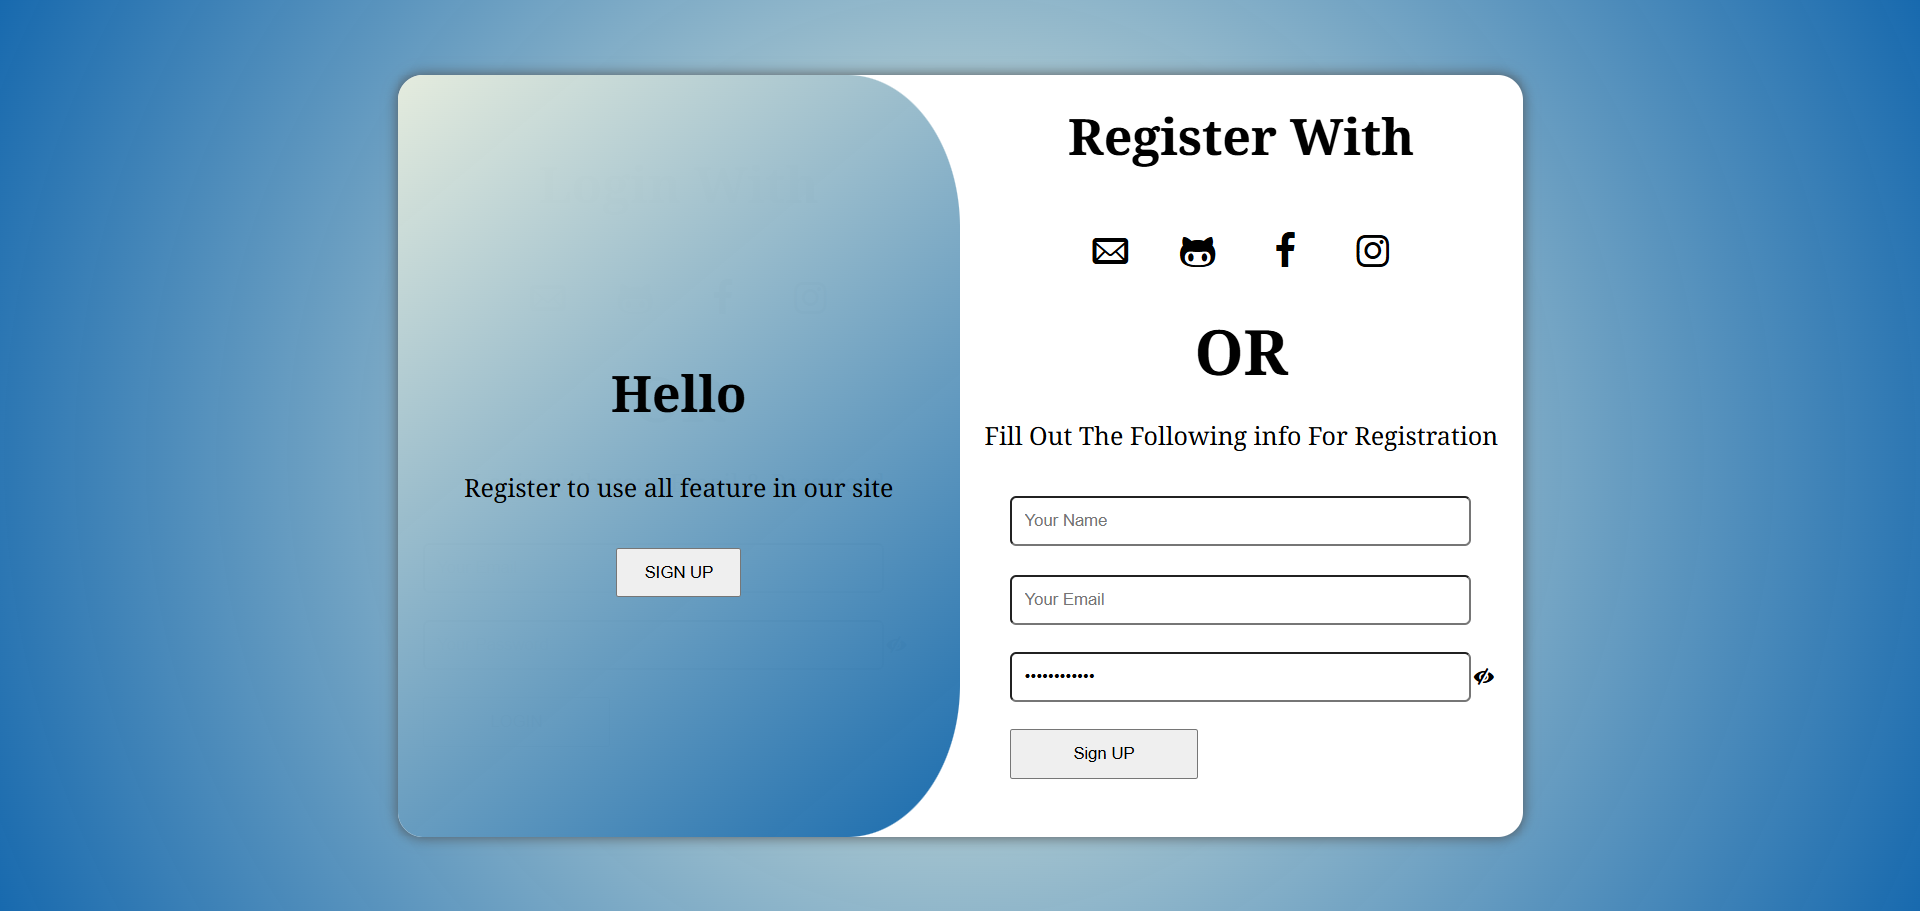 Hello
Register to use all feature in our site
SIGN UP
Register With
OR
Fill Out The Following info For Registration
Your Name
Your Email
••••••••••••
Sign UP